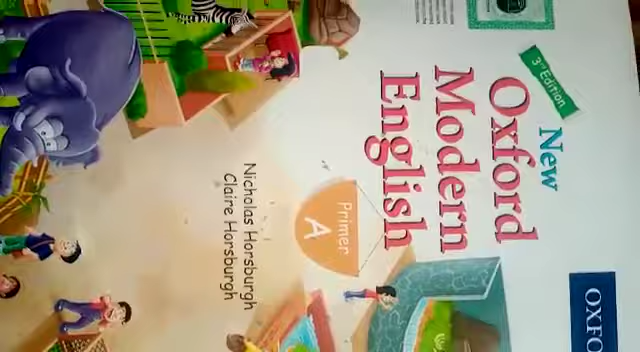 New
Oxford
Modern
English
3rd Edition
Primer
A
Nicholas Horsburgh
Claire Horsburgh
OXFO